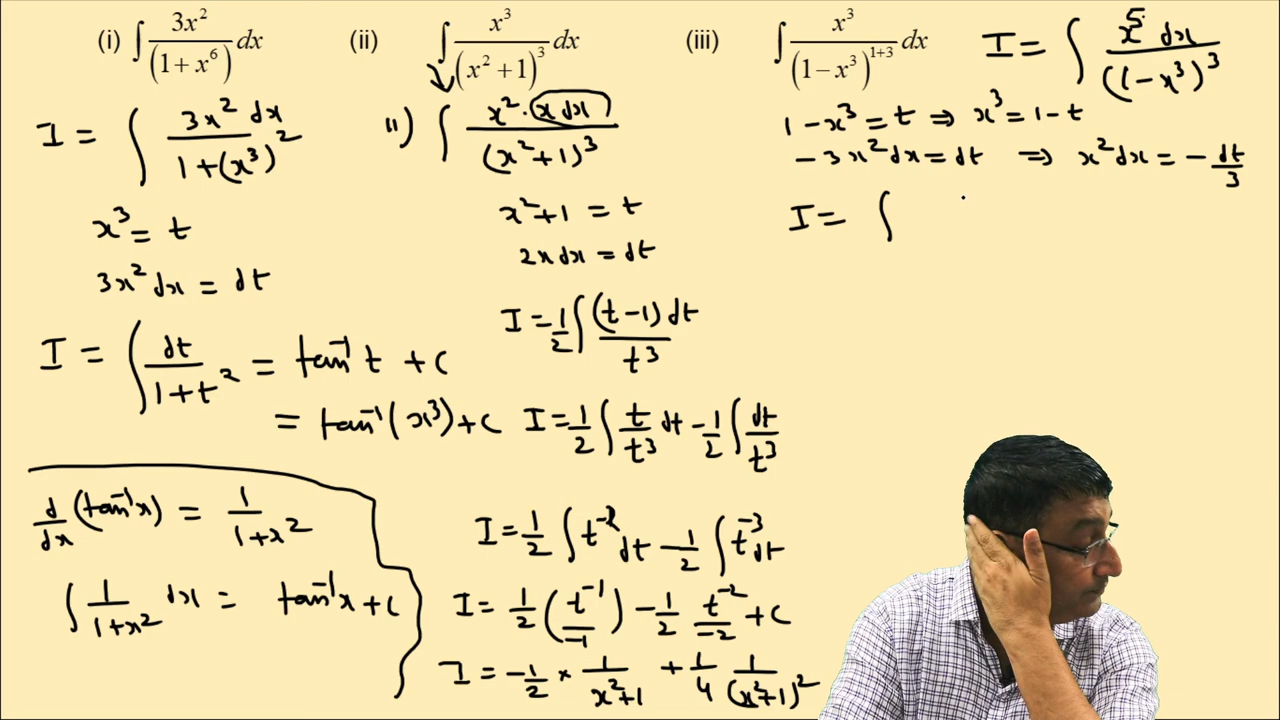 (i) ∫ 3x²/(1+x⁶) dx (ii) ∫ x³/(x²+1)³ dx (iii) ∫ x³/(1−x³)¹⁺³ dx
I = ∫ 3x² dx / 1+(x³)²
x³ = t
3x² dx = dt
I = ∫ dt/1+t² = tan⁻¹ t + c
= tan⁻¹(x³)+c
d/dx (tan⁻¹x) = 1/1+x²
∫ 1/1+x² dx = tan⁻¹x + c
11) ∫ x²·x dx / (x²+1)³
x²+1 = t
2x dx = dt
I = 1/2 ∫ (t−1) dt / t³
I = 1/2 ∫ t/t³ dt − 1/2 ∫ dt/t³
I = 1/2 ∫ t⁻² dt − 1/2 ∫ t⁻³ dt
I = 1/2 (t⁻¹/−1) − 1/2 t⁻²/−2 + c
I = −1/2 × 1/x²+1 + 1/4 1/(x²+1)²
I = ∫ x⁵ dx / (1−x³)³
1−x³ = t ⇒ x³ = 1−t
−3x² dx = dt ⇒ x² dx = −dt/3
I = ∫